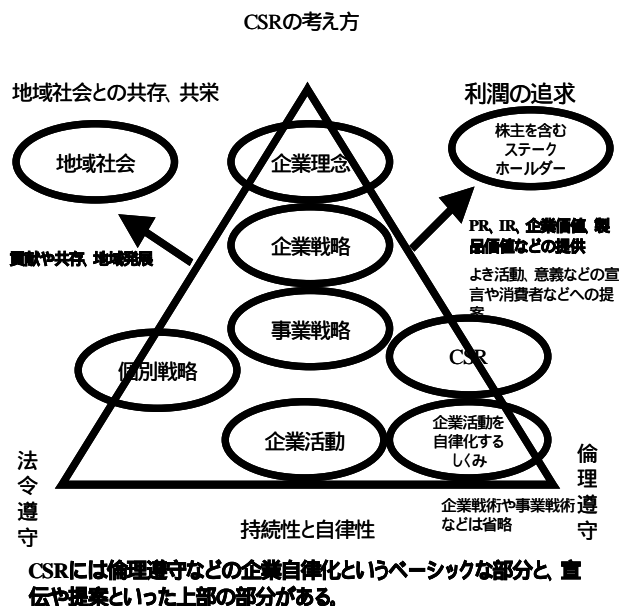 CSRの考え方
地域社会との共存、共栄
利潤の追求
地域社会
企業理念
株主を含む
ステーク
ホールダー
企業戦略
PR、IR、企業価値、製
品価値などの提供
貢献や共存、地域発展
よき活動、意義などの宣
言や消費者などへの提
案
事業戦略
個別戦略
CSR
企業活動
企業活動を
自律化する
しくみ
法令遵守
倫理遵守
企業戦術や事業戦術
などは省略
持続性と自律性
CSRには倫理遵守などの企業自律化というベーシックな部分と、宣
伝や提案といった上部の部分がある。